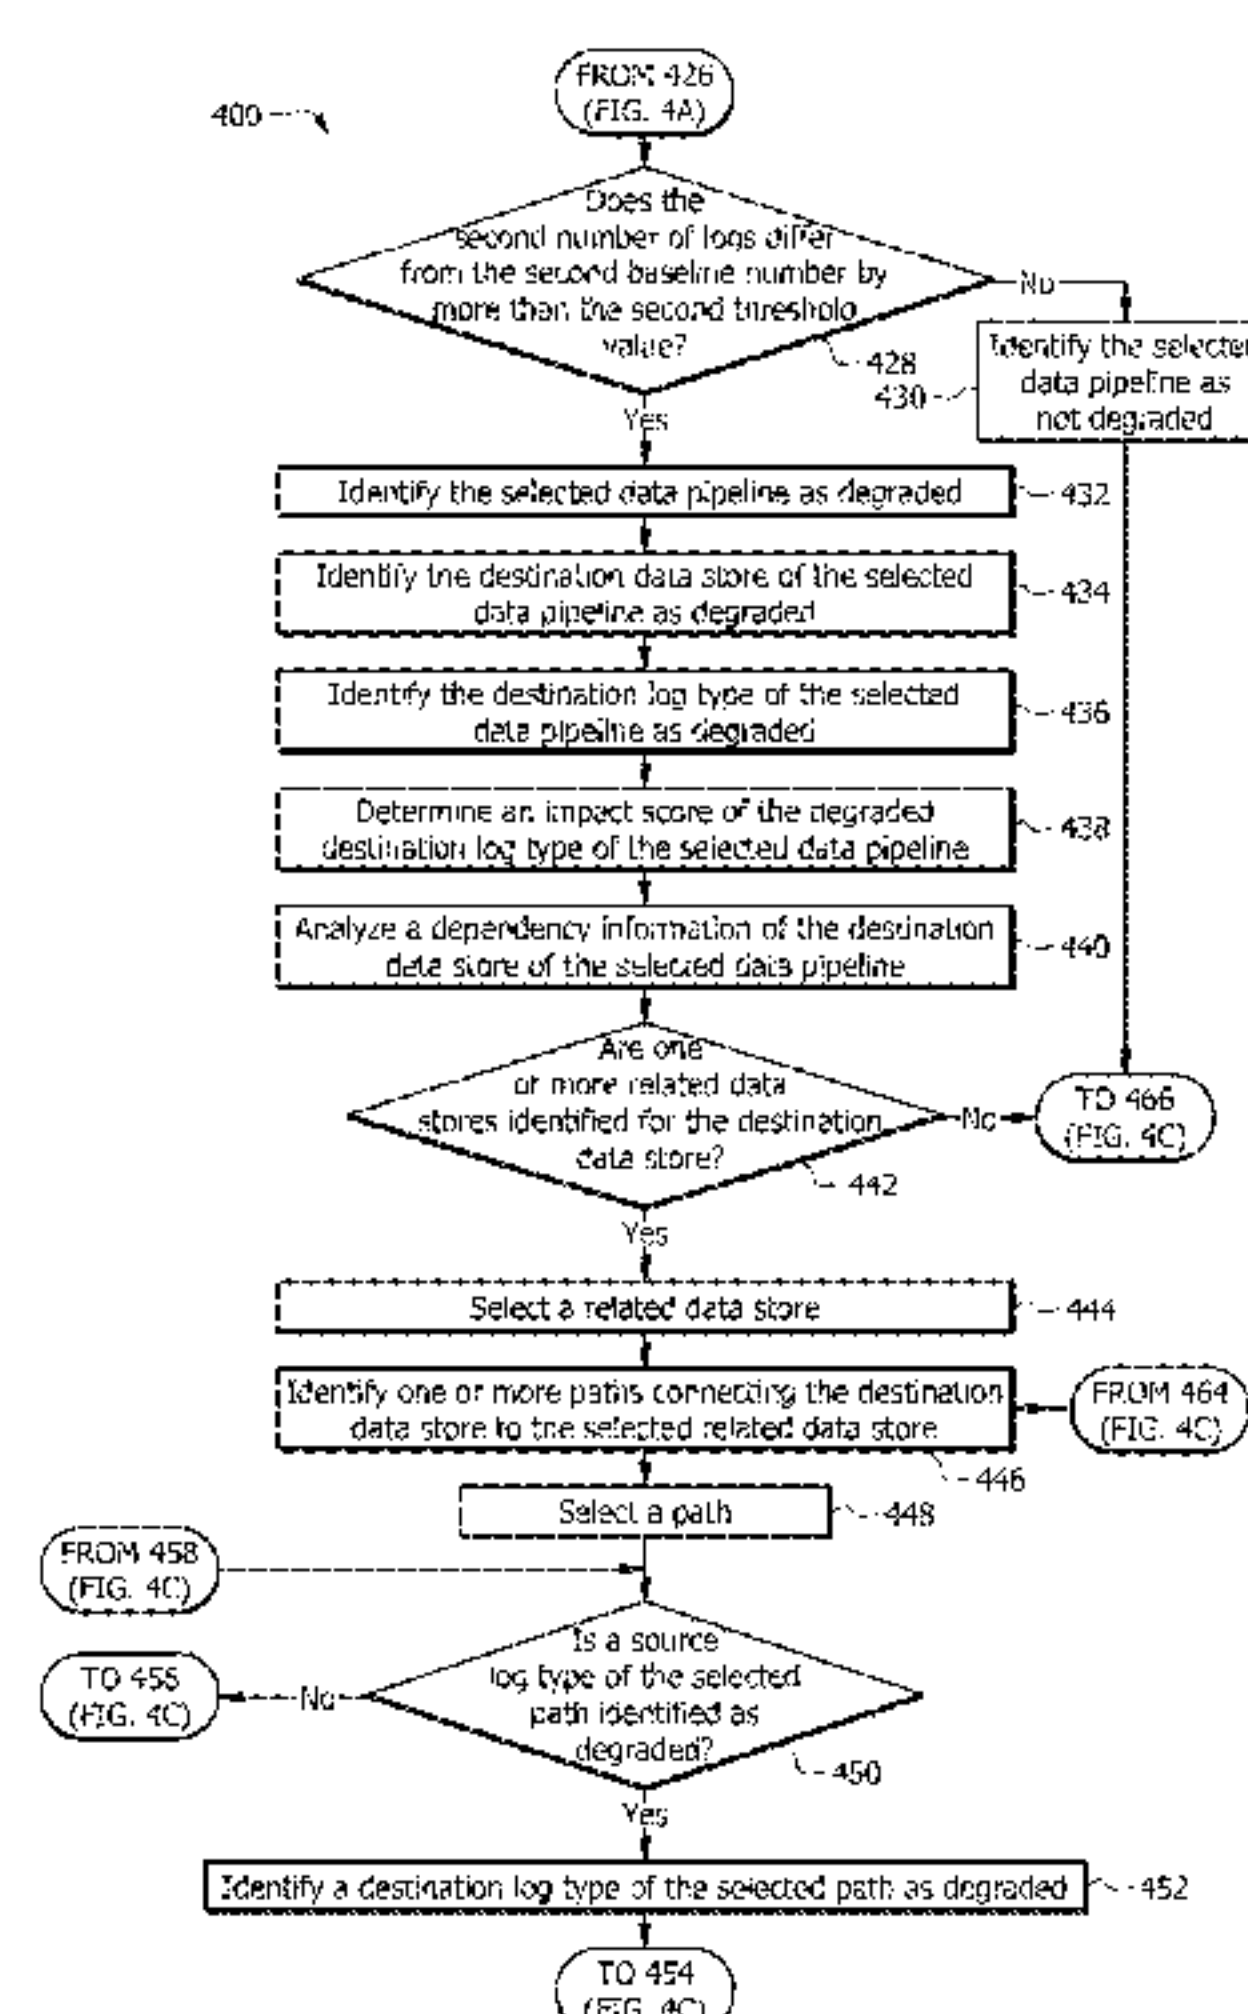 FROM 426
(FIG. 4A)
400
Does the
second number of logs differ
from the second baseline number by
more than the second threshold
value?
No
428
430
Identify the selected
data pipeline as
not degraded
Yes
Identify the selected data pipeline as degraded
432
Identify the destination data store of the selected
data pipeline as degraded
434
Identify the destination log type of the selected
data pipeline as degraded
436
Determine an impact score of the degraded
destination log type of the selected data pipeline
438
Analyze a dependency information of the destination
data store of the selected data pipeline
440
Are one
or more related data
stores identified for the destination
data store?
No
TO 466
(FIG. 4C)
442
Yes
Select a related data store
444
Identify one or more paths connecting the destination
data store to the selected related data store
FROM 464
(FIG. 4C)
446
Select a path
448
FROM 458
(FIG. 4C)
Is a source
log type of the selected
path identified as
degraded?
No
TO 456
(FIG. 4C)
450
Yes
Identify a destination log type of the selected path as degraded
452
TO 454
(FIG. 4C)